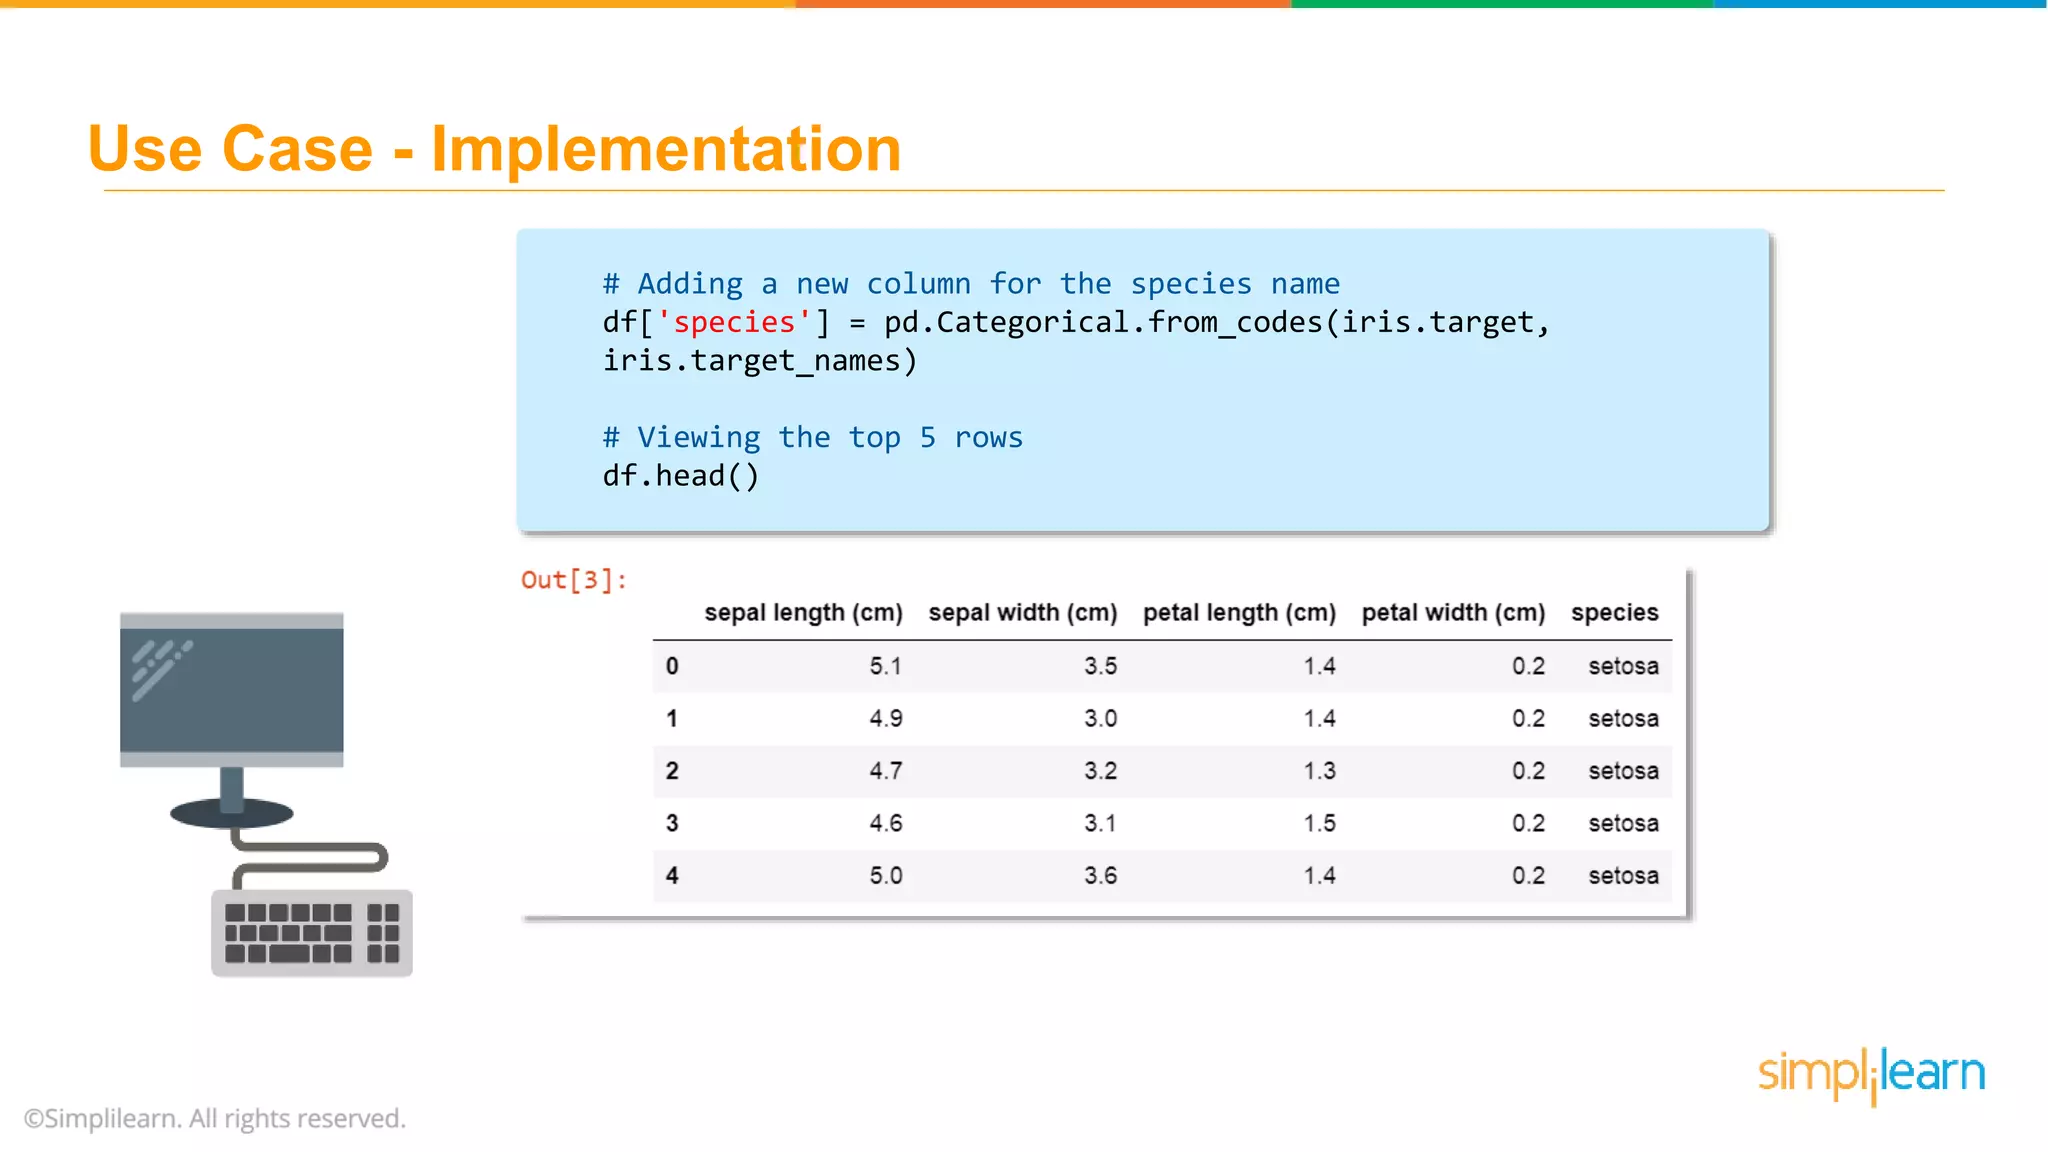 Use Case - Implementation
# Adding a new column for the species name
df['species'] = pd.Categorical.from_codes(iris.target,
iris.target_names)
# Viewing the top 5 rows
df.head()
Out[3]:
sepal length (cm) sepal width (cm) petal length (cm) petal width (cm) species
0 5.1 3.5 1.4 0.2 setosa
1 4.9 3.0 1.4 0.2 setosa
2 4.7 3.2 1.3 0.2 setosa
3 4.6 3.1 1.5 0.2 setosa
4 5.0 3.6 1.4 0.2 setosa
simplilearn
©Simplilearn. All rights reserved.